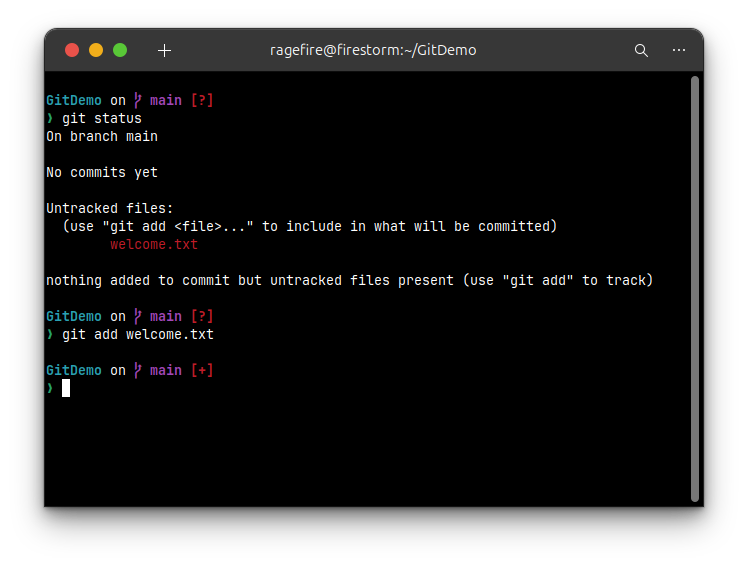 ragefire@firestorm:~/GitDemo
GitDemo on  main [?]
❯ git status
On branch main
No commits yet
Untracked files:
(use "git add <file>..." to include in what will be committed)
welcome.txt
nothing added to commit but untracked files present (use "git add" to track)
GitDemo on  main [?]
❯ git add welcome.txt
GitDemo on  main [+]
❯